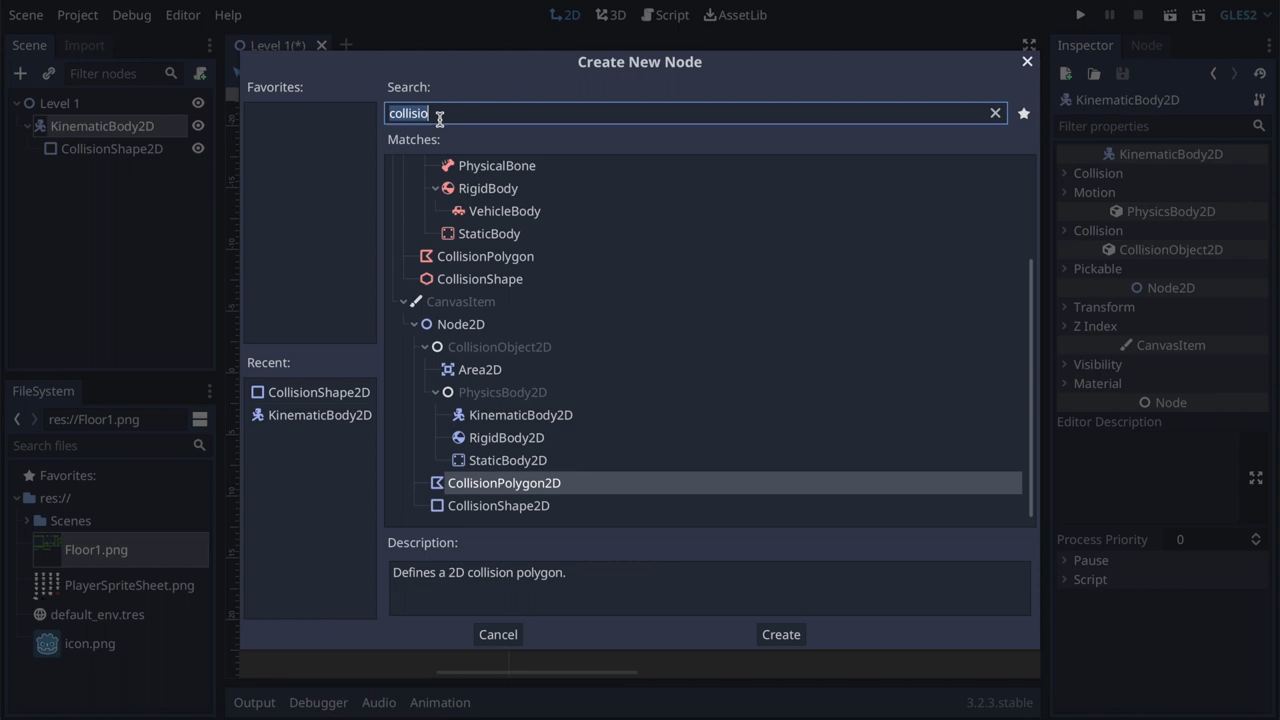 Scene Project Debug Editor Help
2D 3D Script AssetLib
GLES2
Scene Import
Filter nodes
Level 1
KinematicBody2D
CollisionShape2D
FileSystem
res://Floor1.png
Search files
Favorites:
res://
Scenes
Floor1.png
PlayerSpriteSheet.png
default_env.tres
icon.png
Level 1(*)
Create New Node
Favorites:
Recent:
CollisionShape2D
KinematicBody2D
Search:
collisio
Matches:
PhysicalBone
RigidBody
VehicleBody
StaticBody
CollisionPolygon
CollisionShape
CanvasItem
Node2D
CollisionObject2D
Area2D
PhysicsBody2D
KinematicBody2D
RigidBody2D
StaticBody2D
CollisionPolygon2D
CollisionShape2D
Description:
Defines a 2D collision polygon.
Cancel Create
Output Debugger Audio Animation
3.2.3.stable
Inspector Node
KinematicBody2D
Filter properties
KinematicBody2D
Collision
Motion
PhysicsBody2D
Collision
CollisionObject2D
Pickable
Node2D
Transform
Z Index
CanvasItem
Visibility
Material
Node
Editor Description
Process Priority 0
Pause
Script